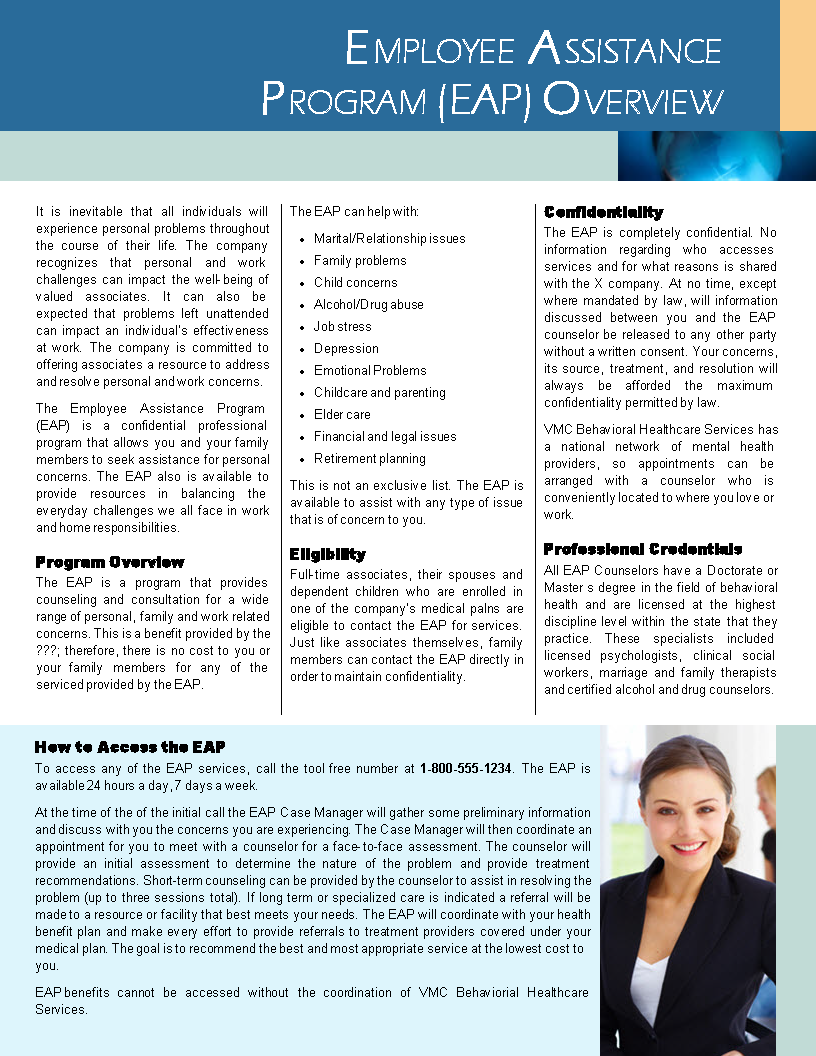 EMPLOYEE ASSISTANCE
PROGRAM (EAP) OVERVIEW
It is inevitable that all individuals will
experience personal problems throughout
the course of their life. The company
recognizes that personal and work
challenges can impact the well-being of
valued associates. It can also be
expected that problems left unattended
can impact an individual's effectiveness
at work. The company is committed to
offering associates a resource to address
and resolve personal and work concerns.
The Employee Assistance Program
(EAP) is a confidential professional
program that allows you and your family
members to seek assistance for personal
concerns. The EAP also is available to
provide resources in balancing the
everyday challenges we all face in work
and home responsibilities.
Program Overview
The EAP is a program that provides
counseling and consultation for a wide
range of personal, family and work related
concerns. This is a benefit provided by the
???; therefore, there is no cost to you or
your family members for any of the
serviced provided by the EAP.
The EAP can help with:
• Marital/Relationship issues
• Family problems
• Child concerns
• Alcohol/Drug abuse
• Job stress
• Depression
• Emotional Problems
• Childcare and parenting
• Elder care
• Financial and legal issues
• Retirement planning
This is not an exclusive list. The EAP is
available to assist with any type of issue
that is of concern to you.
Eligibility
Full-time associates, their spouses and
dependent children who are enrolled in
one of the company's medical palns are
eligible to contact the EAP for services.
Just like associates themselves, family
members can contact the EAP directly in
order to maintain confidentiality.
Confidentiality
The EAP is completely confidential. No
information regarding who accesses
services and for what reasons is shared
with the X company. At no time, except
where mandated by law, will information
discussed between you and the EAP
counselor be released to any other party
without a written consent. Your concerns,
its source, treatment, and resolution will
always be afforded the maximum
confidentiality permitted by law.
VMC Behavioral Healthcare Services has
a national network of mental health
providers, so appointments can be
arranged with a counselor who is
conveniently located to where you love or
work.
Professional Credentials
All EAP Counselors have a Doctorate or
Master s degree in the field of behavioral
health and are licensed at the highest
discipline level within the state that they
practice. These specialists included
licensed psychologists, clinical social
workers, marriage and family therapists
and certified alcohol and drug counselors.
How to Access the EAP
To access any of the EAP services, call the tool free number at 1-800-555-1234. The EAP is
available 24 hours a day, 7 days a week.
At the time of the of the initial call the EAP Case Manager will gather some preliminary information
and discuss with you the concerns you are experiencing. The Case Manager will then coordinate an
appointment for you to meet with a counselor for a face-to-face assessment. The counselor will
provide an initial assessment to determine the nature of the problem and provide treatment
recommendations. Short-term counseling can be provided by the counselor to assist in resolving the
problem (up to three sessions total). If long term or specialized care is indicated a referral will be
made to a resource or facility that best meets your needs. The EAP will coordinate with your health
benefit plan and make every effort to provide referrals to treatment providers covered under your
medical plan. The goal is to recommend the best and most appropriate service at the lowest cost to
you.
EAP benefits cannot be accessed without the coordination of VMC Behaviorial Healthcare
Services.